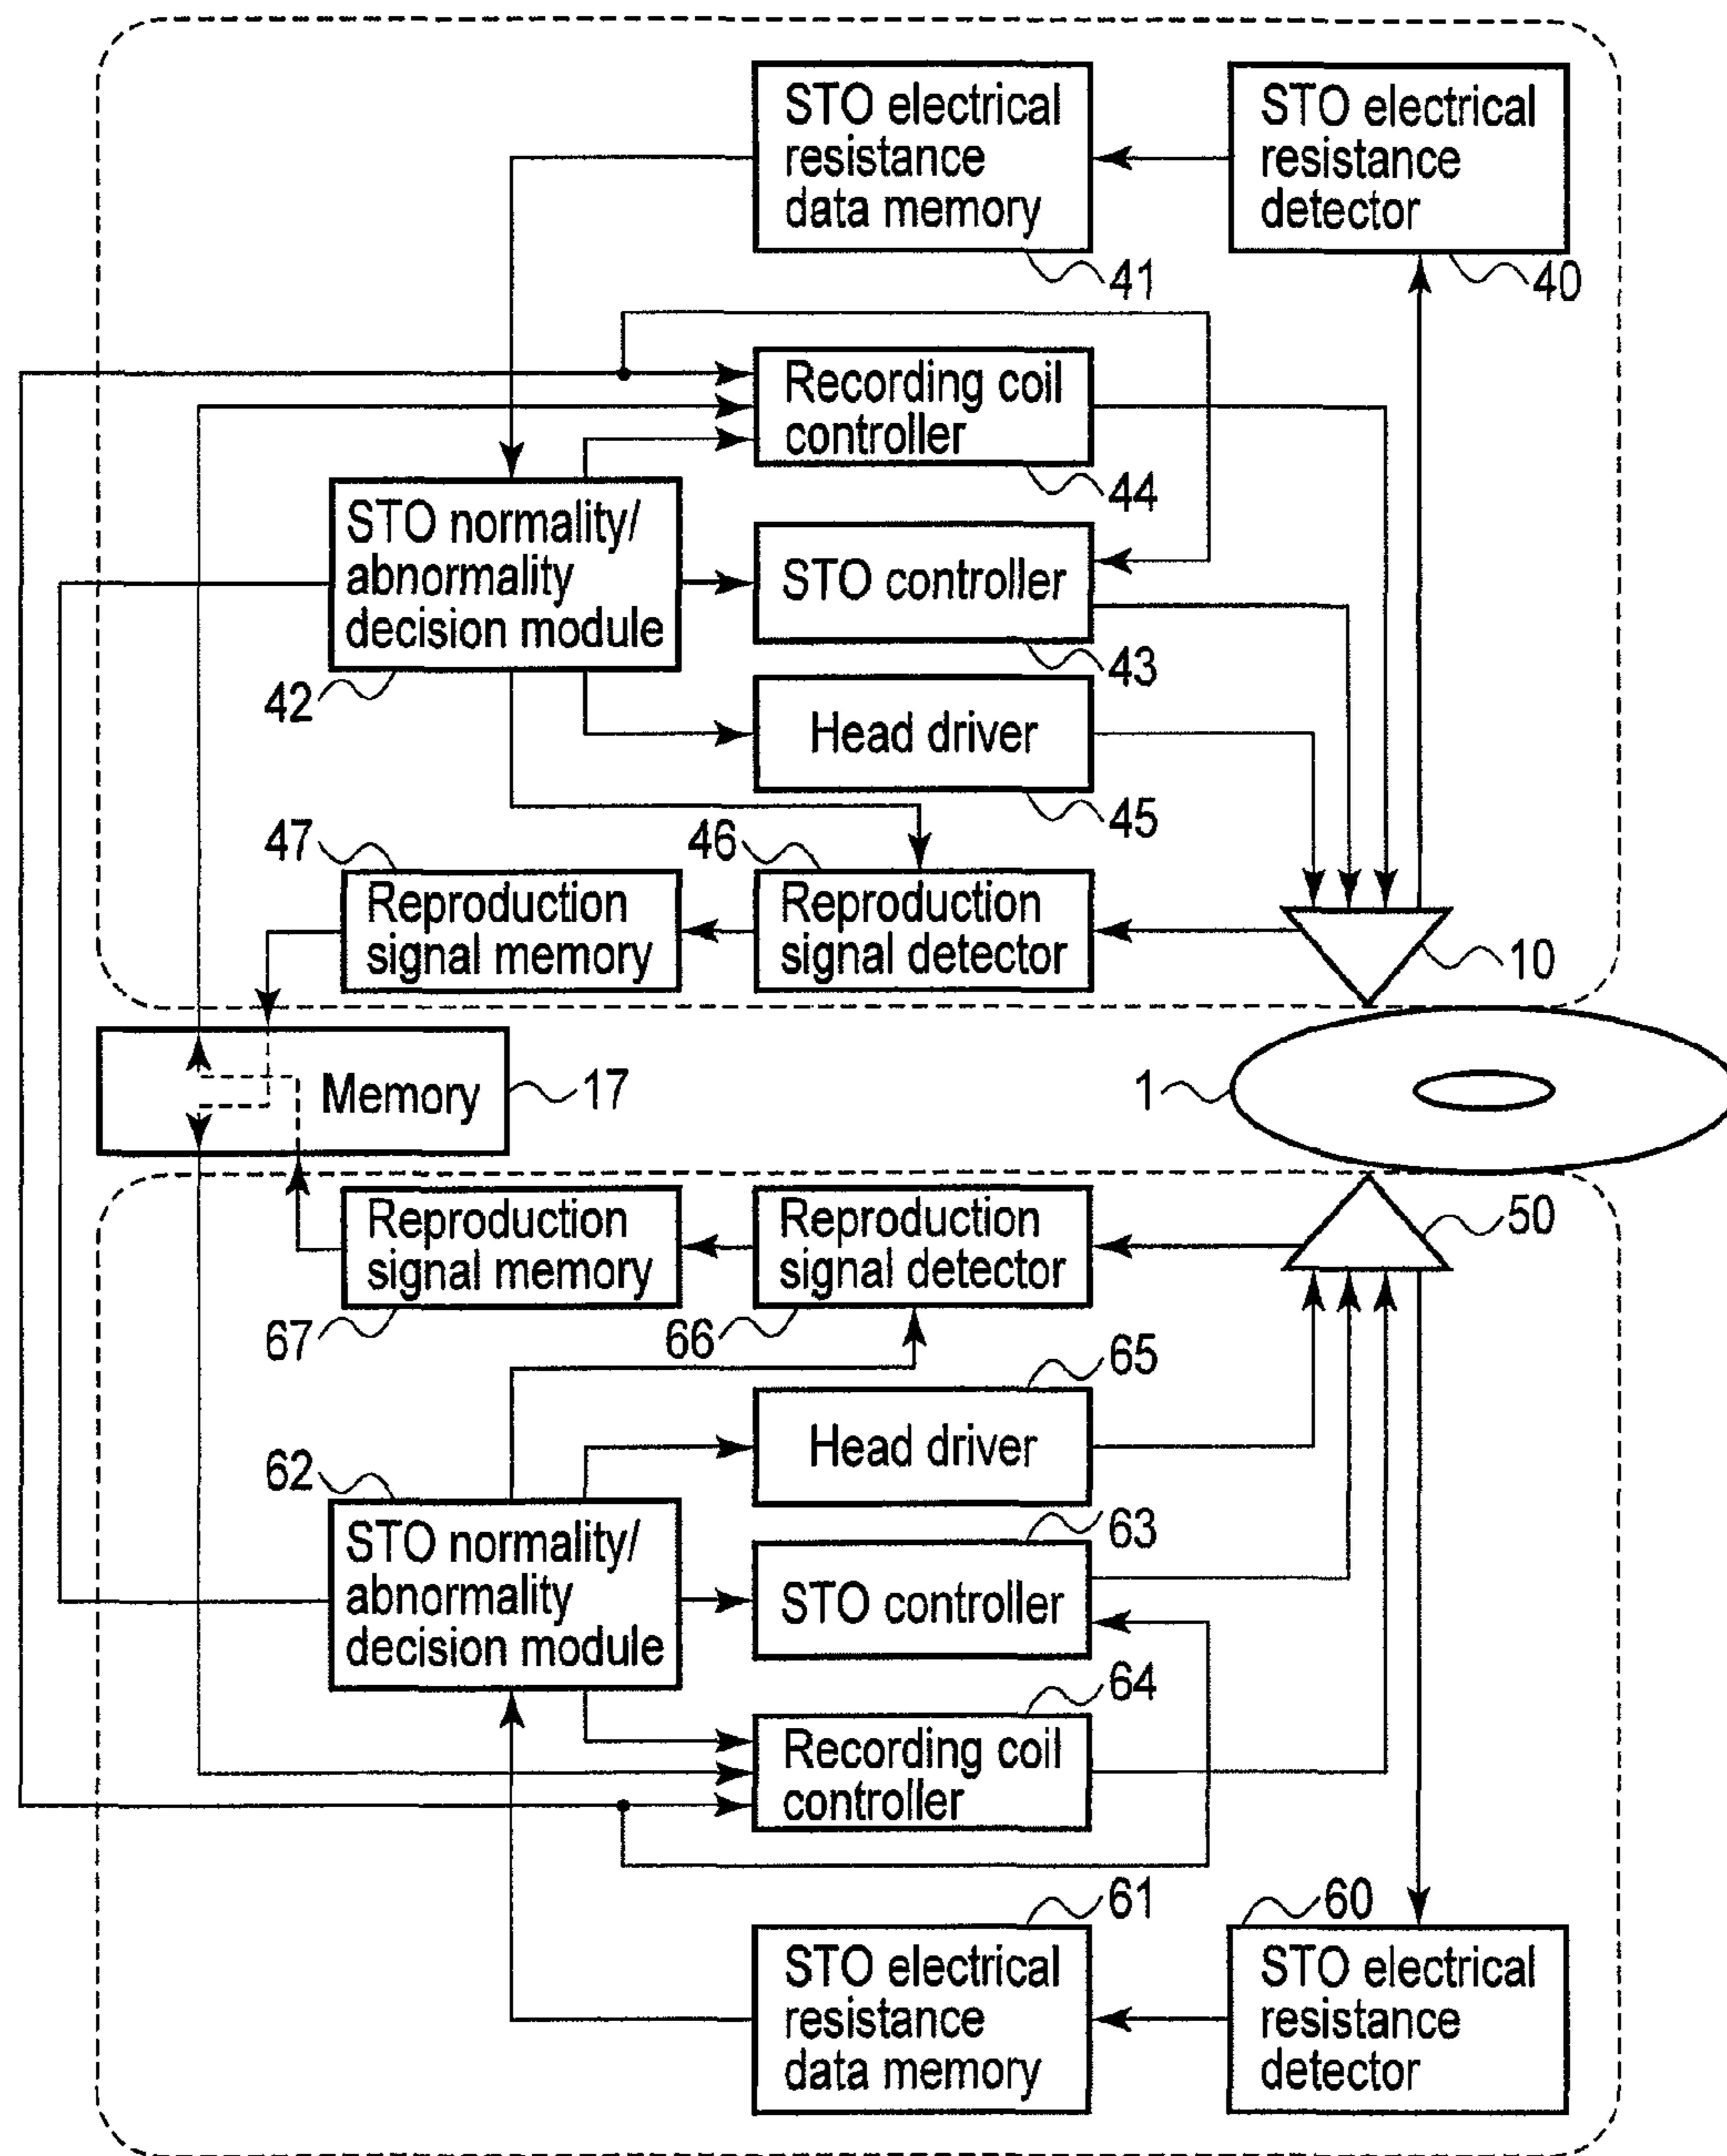 STO electrical
resistance
data memory
41
STO electrical
resistance
detector
40
Recording coil
controller
44
STO normality/
abnormality
decision module
42
STO controller
43
Head driver
45
47
Reproduction
signal memory
46
Reproduction
signal detector
10
Memory
17
1
Reproduction
signal memory
67
Reproduction
signal detector
66
50
65
Head driver
62
STO normality/
abnormality
decision module
63
STO controller
64
Recording coil
controller
61
STO electrical
resistance
data memory
60
STO electrical
resistance
detector